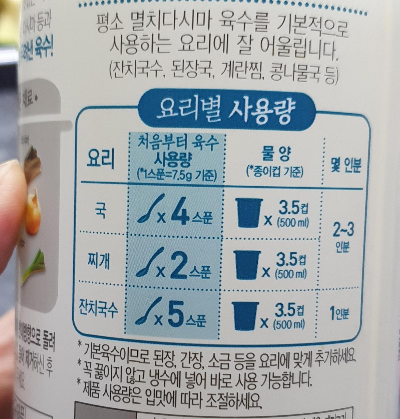 평소 멸치다시마 육수를 기본적으로
사용하는 요리에 잘 어울립니다.
(잔치국수, 된장국, 계란찜, 콩나물국 등)
요리별 사용량
요리 처음부터 육수 사용량 (*1스푼=7.5g 기준) 물 양 (*종이컵 기준) 몇 인분
국 x 4스푼 x 3.5컵 (500 ml) 2~3인분
찌개 x 2스푼 x 3.5컵 (500 ml)
잔치국수 x 5스푼 x 3.5컵 (500 ml) 1인분
* 기본육수이므로 된장, 간장, 소금 등을 요리에 맞게 추가하세요.
* 꼭 끓이지 않고 냉수에 넣어 바로 사용 가능합니다.
* 제품 사용량은 입맛에 따라 조절하세요.